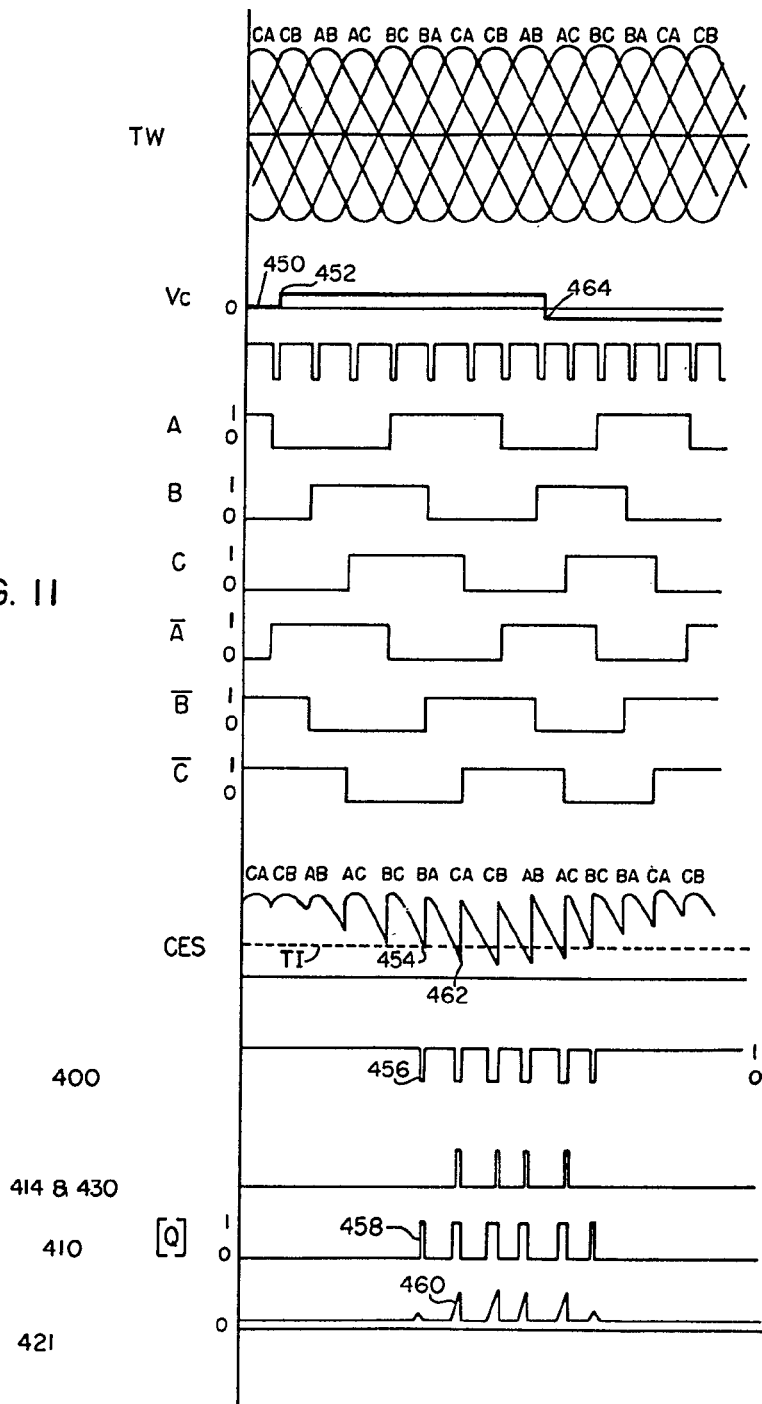 CA CB AB AC BC BA CA CB AB AC BC BA CA CB
TW
450
452
Vc
0
464
A
1
0
B
1
0
C
1
0
G. 11
A̅
1
0
B̅
1
0
C̅
1
0
CA CB AB AC BC BA CA CB AB AC BC BA CA CB
CES
TI
454
462
400
456
1
0
414 & 430
410
[Q]
1
0
458
460
0
421